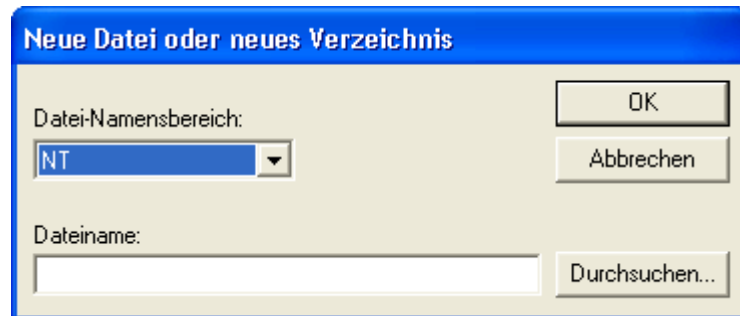 Neue Datei oder neues Verzeichnis
Datei-Namensbereich:
OK
NT
Abbrechen
Dateiname:
Durchsuchen...